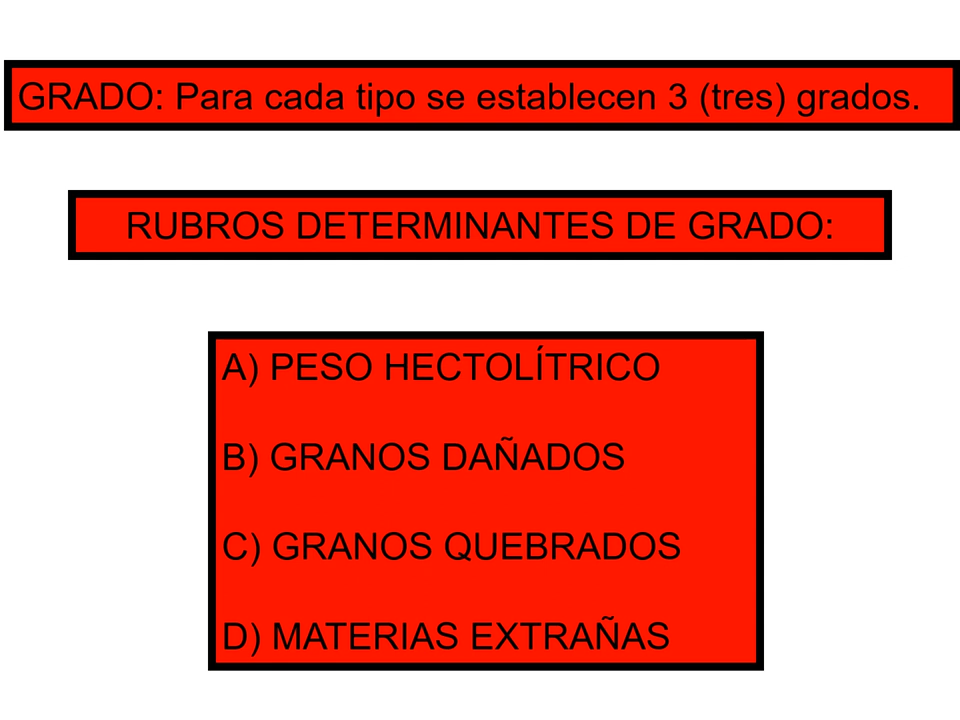 GRADO: Para cada tipo se establecen 3 (tres) grados.
RUBROS DETERMINANTES DE GRADO:
A) PESO HECTOLÍTRICO
B) GRANOS DAÑADOS
C) GRANOS QUEBRADOS
D) MATERIAS EXTRAÑAS